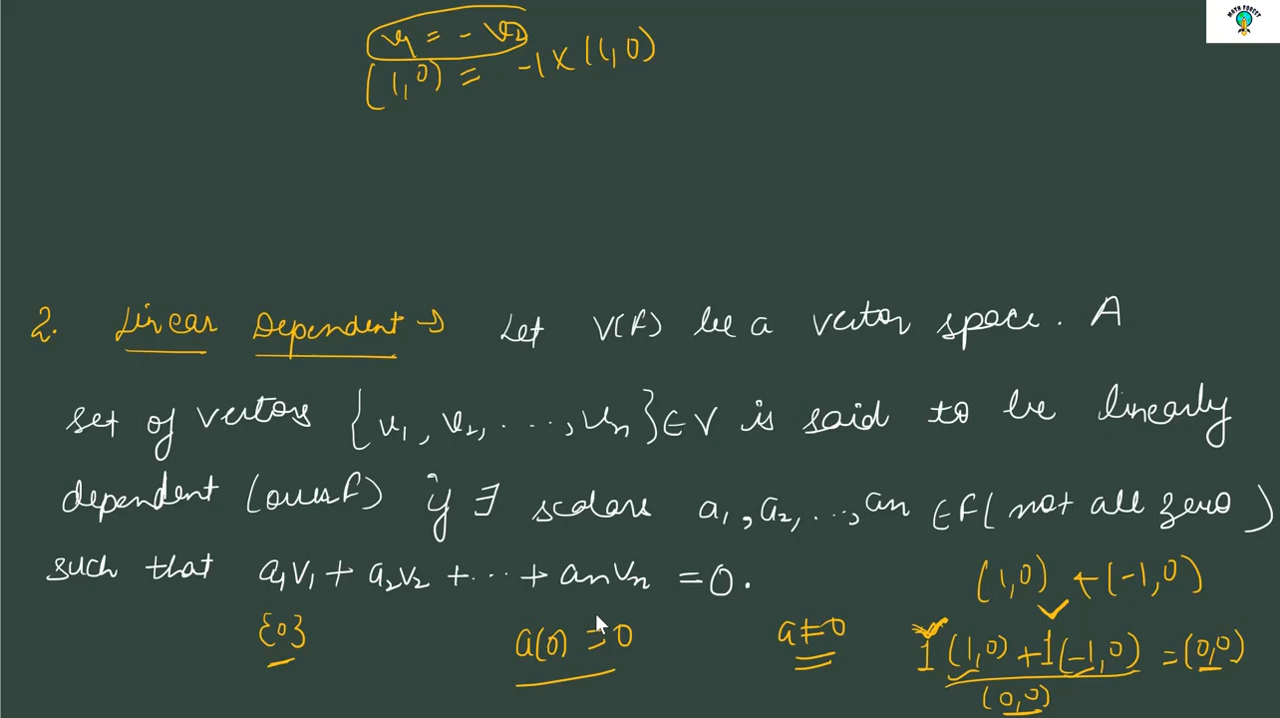 MATH FOREST
v₁ = - v₂
(1,0) = -1 × (1,0)
2. Linear Dependent → Let V(F) be a vector space. A
set of vectors {v₁, v₂, ..., vₙ} ∈ V is said to be linearly
dependent (over F) if ∃ scalars a₁, a₂, ..., an ∈ F (not all zero)
such that a₁v₁ + a₂v₂ + ... + anvn = 0.
(1,0) + (-1,0)
{0} a(0) = 0 a ≠ 0 1(1,0) + 1(-1,0) = (0,0)
(0,0)